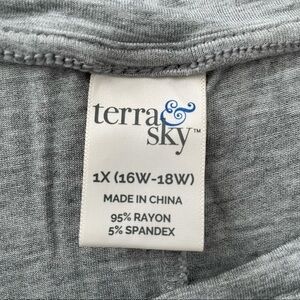 terra &
sky™
1X (16W-18W)
MADE IN CHINA
95% RAYON
5% SPANDEX